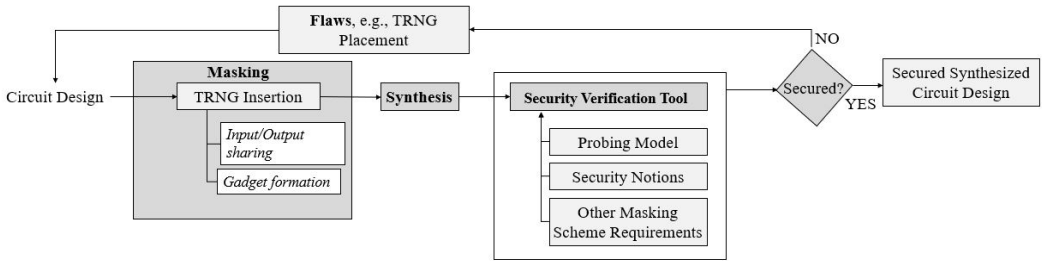 Flaws, e.g., TRNG
Placement
NO
Masking
Circuit Design
TRNG Insertion
Synthesis
Security Verification Tool
Secured?
YES
Secured Synthesized
Circuit Design
Input/Output
sharing
Gadget formation
Probing Model
Security Notions
Other Masking
Scheme Requirements